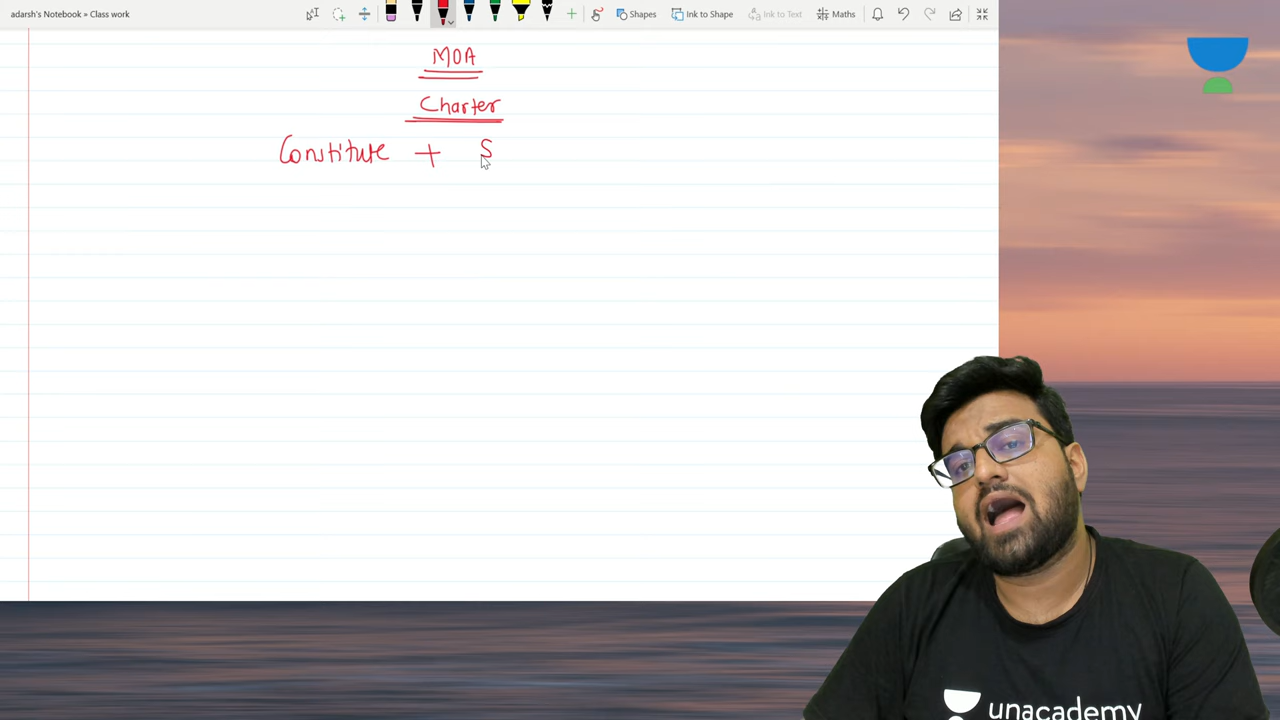 adarsh's Notebook » Class work
Shapes
Ink to Shape
Ink to Text
Maths
MOA
Charter
Constitute + S
unacademy